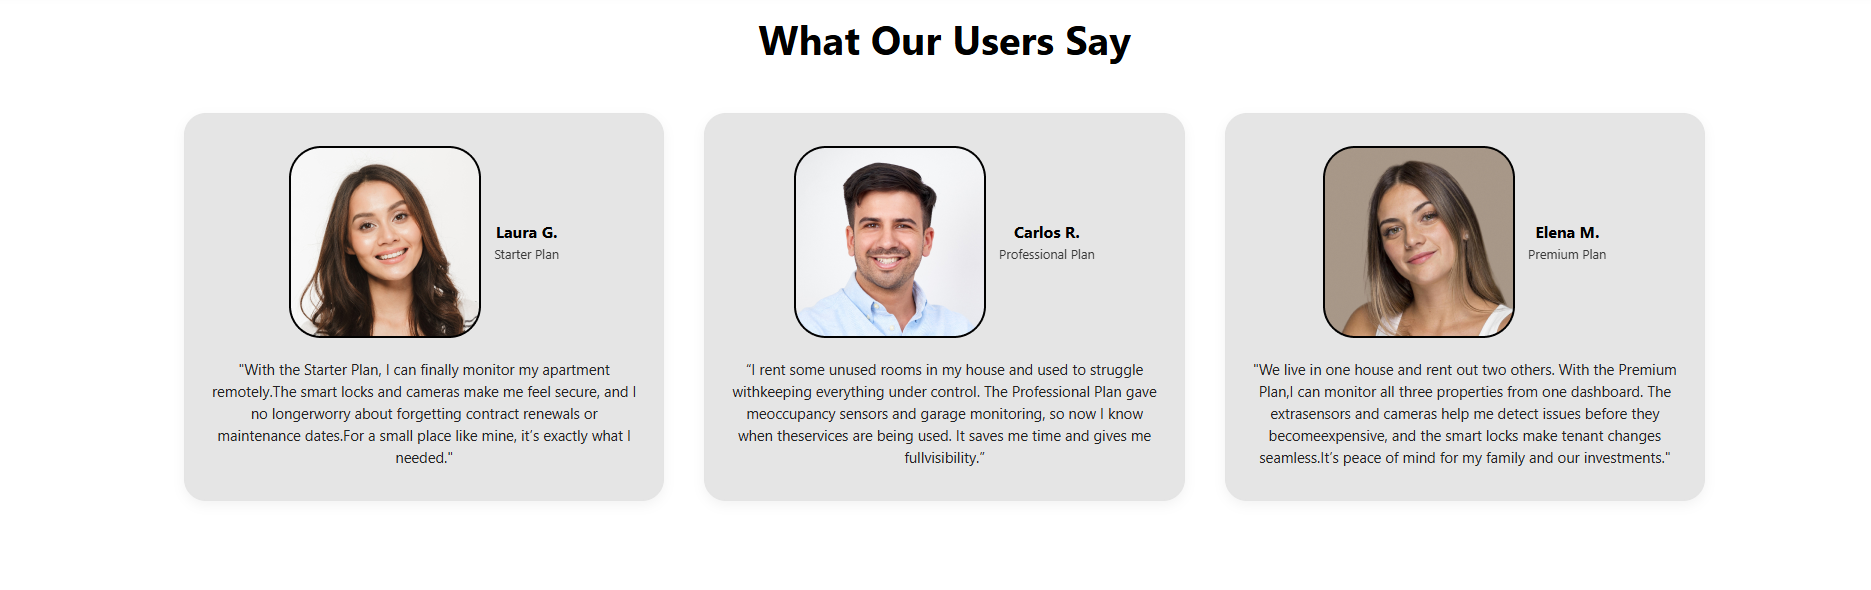 What Our Users Say
Laura G.
Starter Plan
"With the Starter Plan, I can finally monitor my apartment
remotely.The smart locks and cameras make me feel secure, and I
no longerworry about forgetting contract renewals or
maintenance dates.For a small place like mine, it’s exactly what I
needed."
Carlos R.
Professional Plan
“I rent some unused rooms in my house and used to struggle
withkeeping everything under control. The Professional Plan gave
meoccupancy sensors and garage monitoring, so now I know
when theservices are being used. It saves me time and gives me
fullvisibility.”
Elena M.
Premium Plan
"We live in one house and rent out two others. With the Premium
Plan,I can monitor all three properties from one dashboard. The
extrasensors and cameras help me detect issues before they
becomeexpensive, and the smart locks make tenant changes
seamless.It’s peace of mind for my family and our investments."